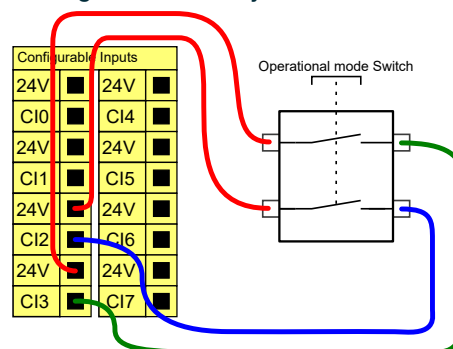 Configurable Inputs
24V 24V
CI0 CI4
24V 24V
CI1 CI5
24V 24V
CI2 CI6
24V 24V
CI3 CI7
Operational mode Switch